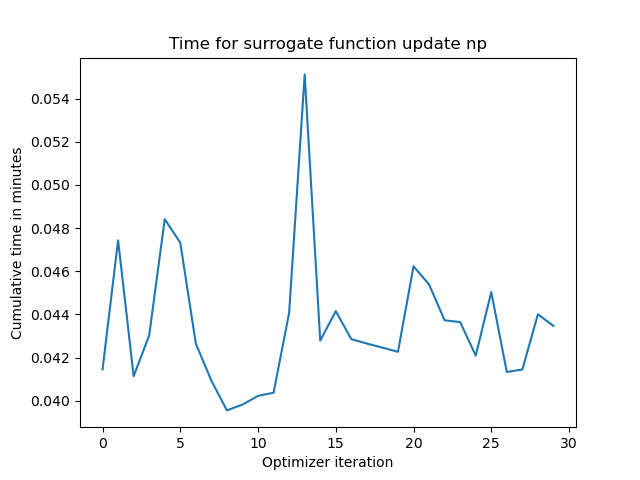 Time for surrogate function update np
Cumulative time in minutes
0.054
0.052
0.050
0.048
0.046
0.044
0.042
0.040
0 5 10 15 20 25 30
Optimizer iteration